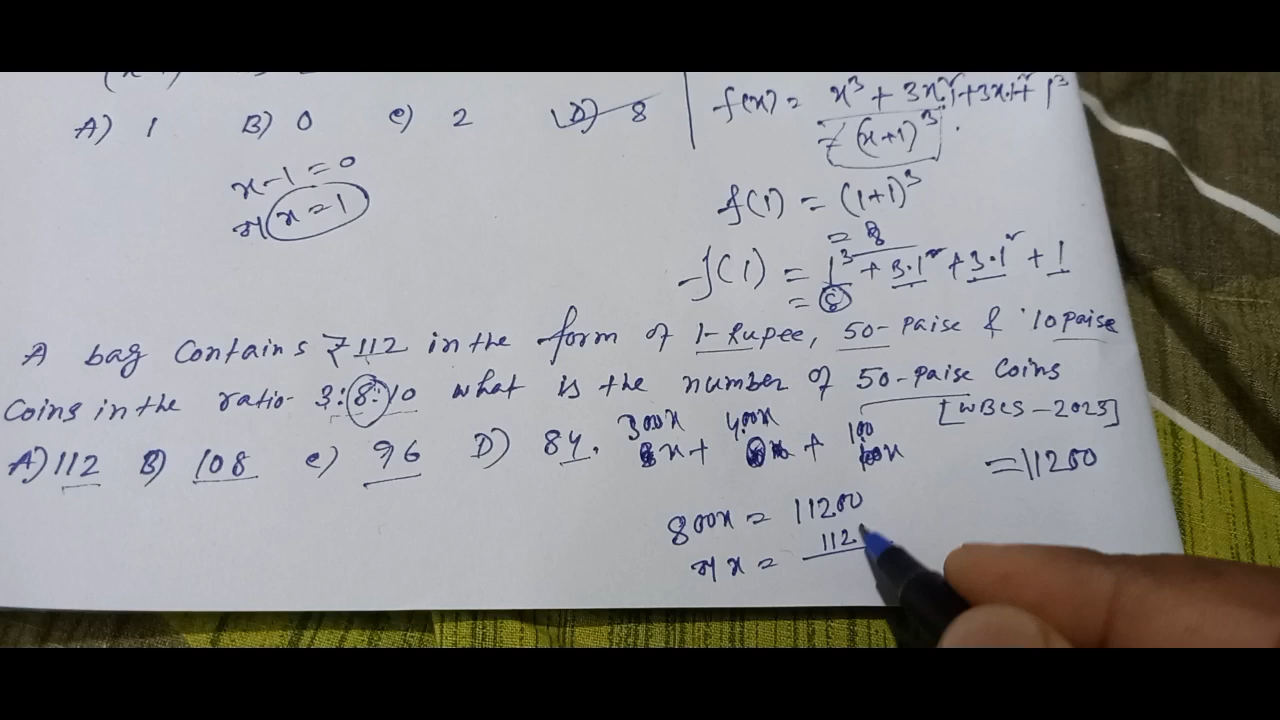 A) 1 B) 0 C) 2 D) 8
x-1=0
বা x=1
f(x) = x³ + 3x².1+3x.1²+ 1³
= (x+1)³.
f(1) = (1+1)³
= 8
f(1) = 1³ + 3.1² + 3.1² + 1
= 8
A bag contains ₹112 in the form of 1-Rupee, 50-Paise & 10 paise
Coins in the ratio 3:8:10 what is the number of 50-paise Coins
[WBCS-2023]
A) 112 B) 108 C) 96 D) 84.
300x 400x 100
x+ + x = 11200
800x = 11200
বা x = 112